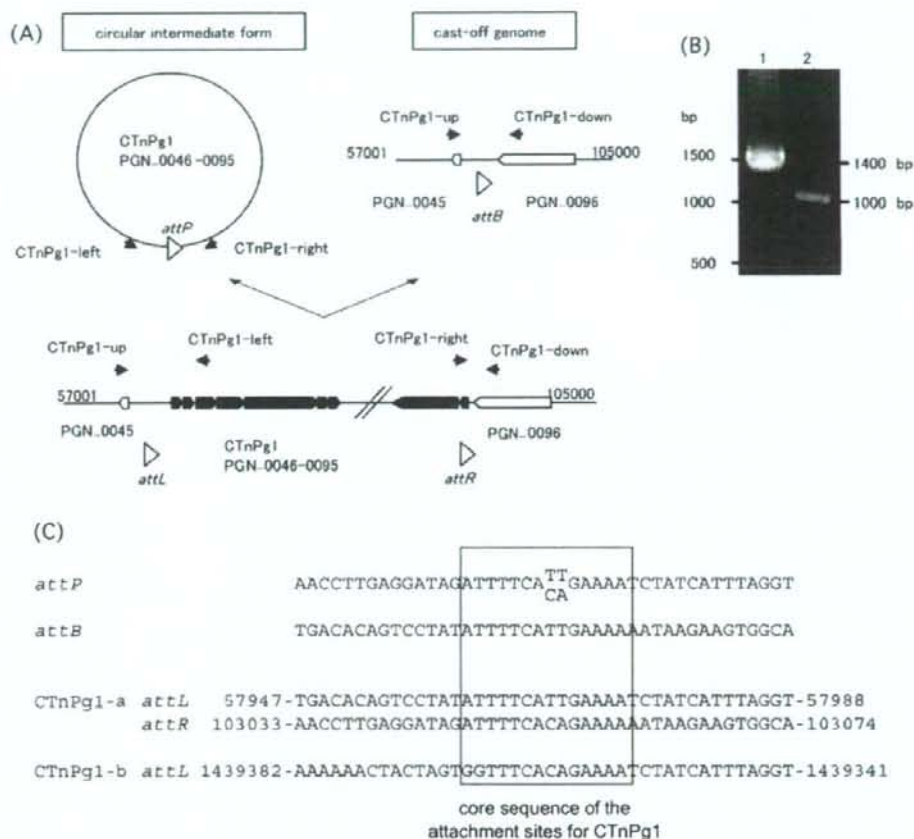 (A)
circular intermediate form
cast-off genome
CTnPg1
PGN_0046-0095
attP
CTnPg1-left
CTnPg1-right
CTnPg1-up
CTnPg1-down
57001
105000
PGN_0045
attB
PGN_0096
CTnPg1-up
CTnPg1-left
CTnPg1-right
CTnPg1-down
57001
105000
PGN_0045
CTnPg1
PGN_0046-0095
PGN_0096
attL
attR
(B)
1 2
bp
1500
1400 bp
1000
1000 bp
500
(C)
attP AACCTTGAGGATAGATTTTCATTGAAAATCTATCATTTAGGT
CA
attB TGACACAGTCCTATATTTTCATTGAAAAAATAAGAAGTGGCA
CTnPg1-a attL 57947-TGACACAGTCCTATATTTTCATTGAAAATCTATCATTTAGGT-57988
attR 103033-AACCTTGAGGATAGATTTTCACAGAAAAAATAAGAAGTGGCA-103074
CTnPg1-b attL 1439382-AAAAAACTACTAGTGGTTTCACAGAAAATCTATCATTTAGGT-1439341
core sequence of the
attachment sites for CTnPg1